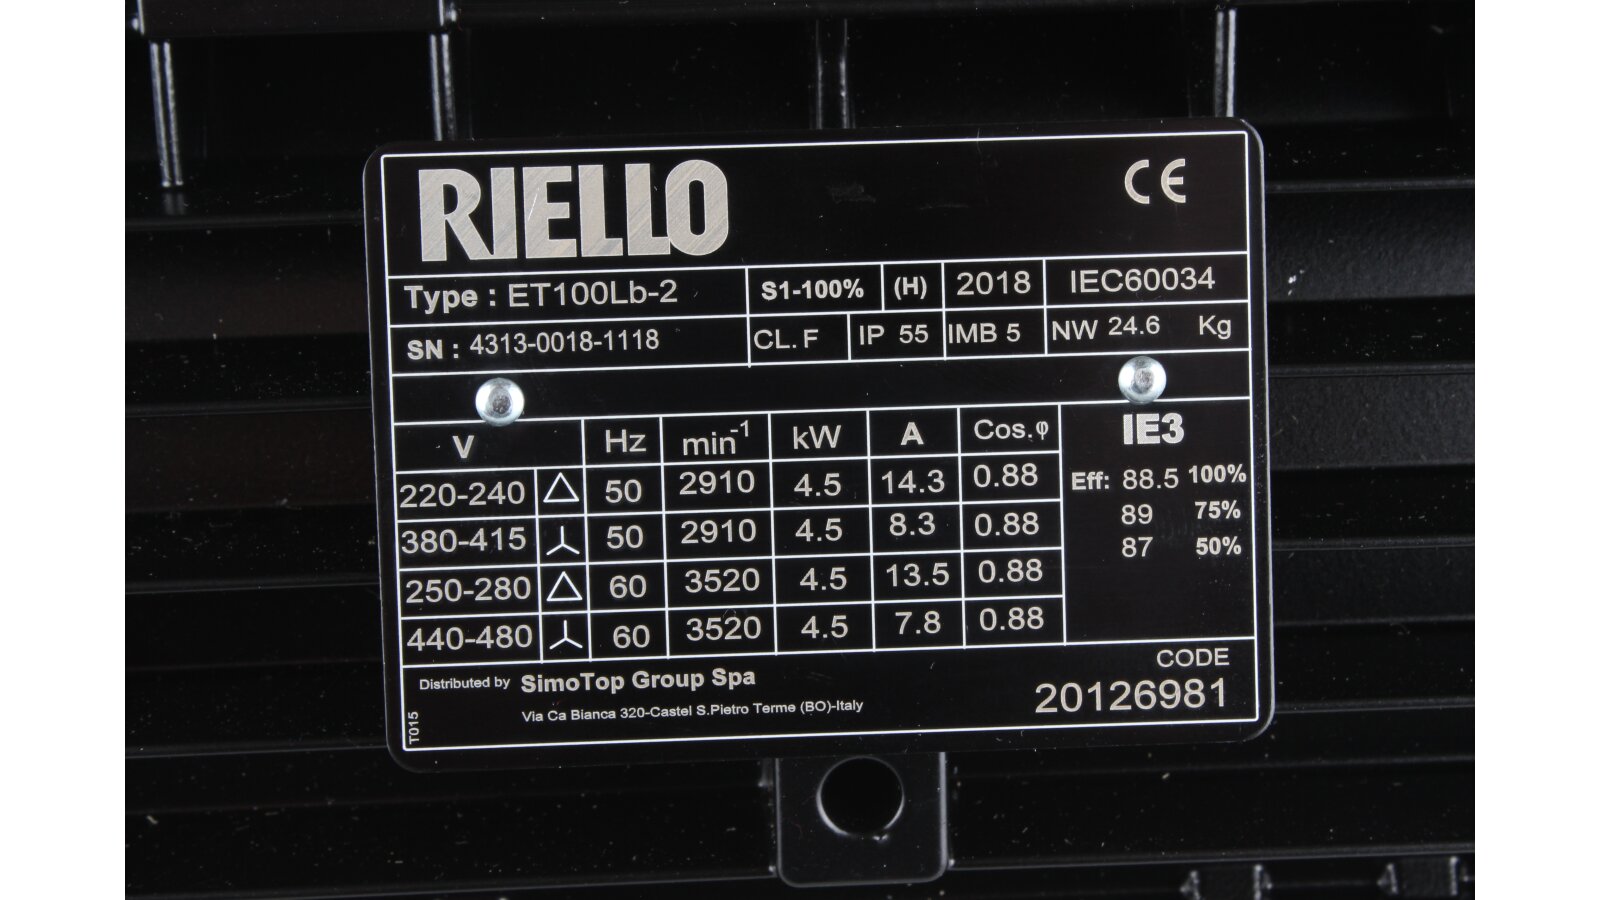 RIELLO CE
Type : ET100Lb-2 S1-100% (H) 2018 IEC60034
SN : 4313-0018-1118 CL. F IP 55 IMB 5 NW 24.6 Kg
V Hz min-1 kW A Cos.φ IE3
220-240 △ 50 2910 4.5 14.3 0.88 Eff: 88.5 100%
380-415 50 2910 4.5 8.3 0.88 89 75%
87 50%
250-280 △ 60 3520 4.5 13.5 0.88
440-480 60 3520 4.5 7.8 0.88
Distributed by SimoTop Group Spa CODE
Via Ca Bianca 320-Castel S.Pietro Terme (BO)-Italy 20126981
T015